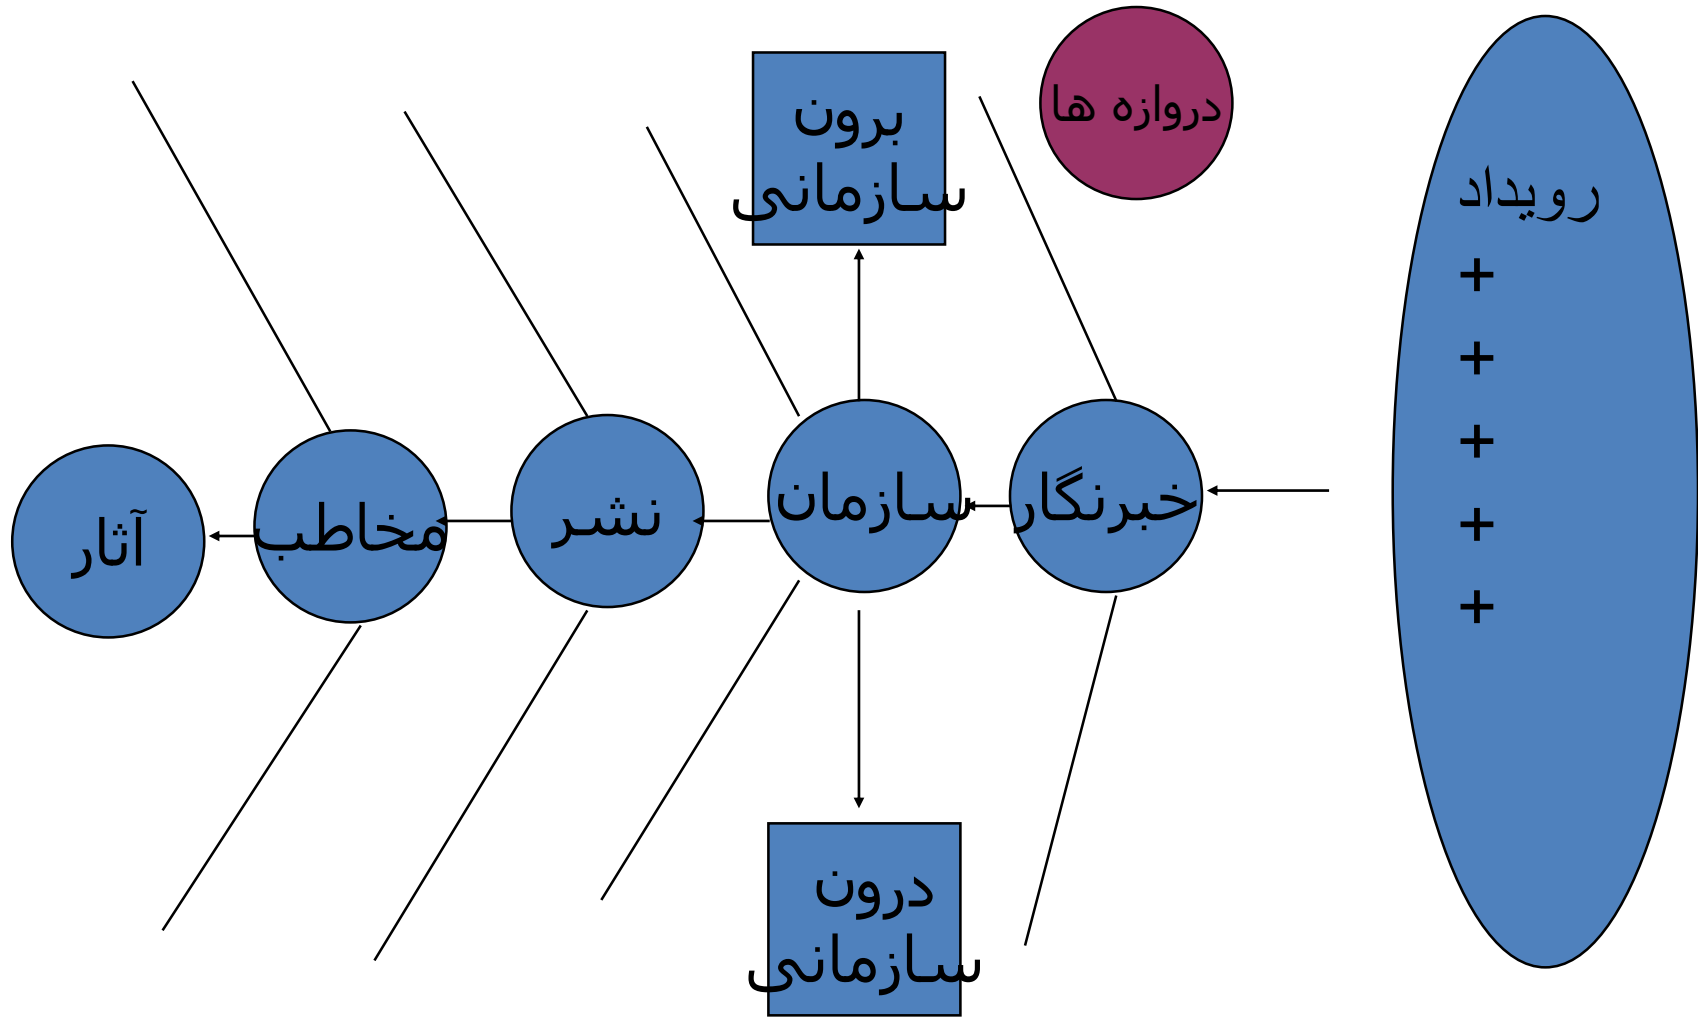 دروازه ها
برون
سازمانی
رویداد
+
+
+
+
+
خبرنگار
سازمان
نشر
مخاطب
آثار
درون
سازمانی